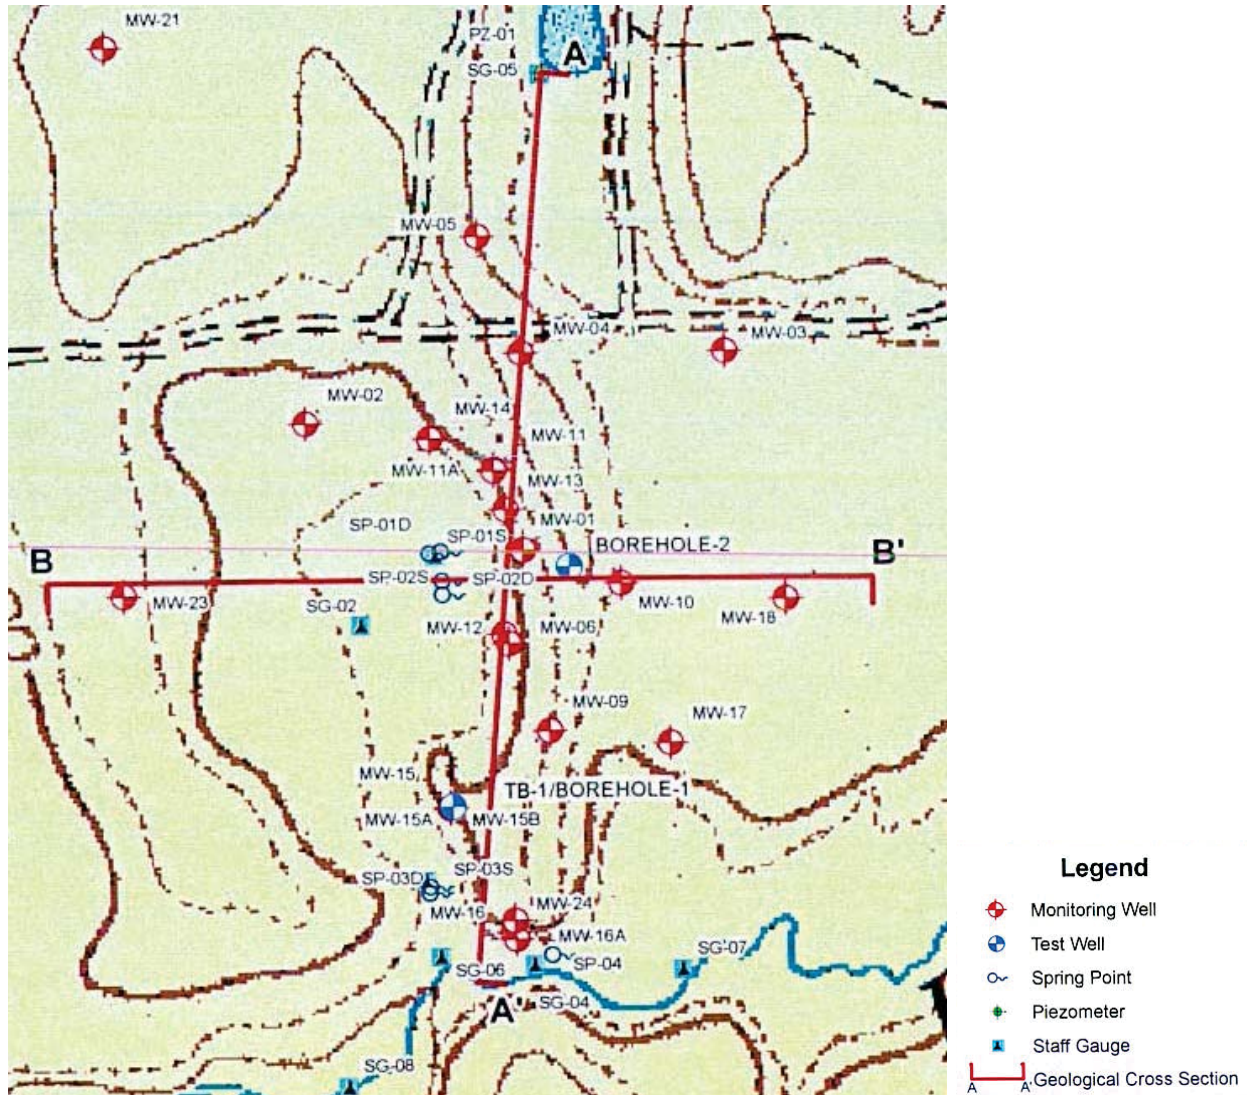 MW-21
PZ-01
A
SG-05
MW-05
MW-04
MW-03
MW-02
MW-14
MW-11
MW-11A
MW-13
SP-01D
MW-01
SP-01S
BOREHOLE-2
B
B'
SP-02S
SP-02D
MW-23
SG-02
MW-10
MW-18
MW-12
MW-06
MW-09
MW-17
MW-15
TB-1/BOREHOLE-1
MW-15A
MW-15B
SP-03S
SP-03D
MW-24
MW-16
MW-16A
SG-07
SG-06
SP-04
A'
SG-04
SG-08
Legend
Monitoring Well
Test Well
Spring Point
Piezometer
Staff Gauge
A A' Geological Cross Section